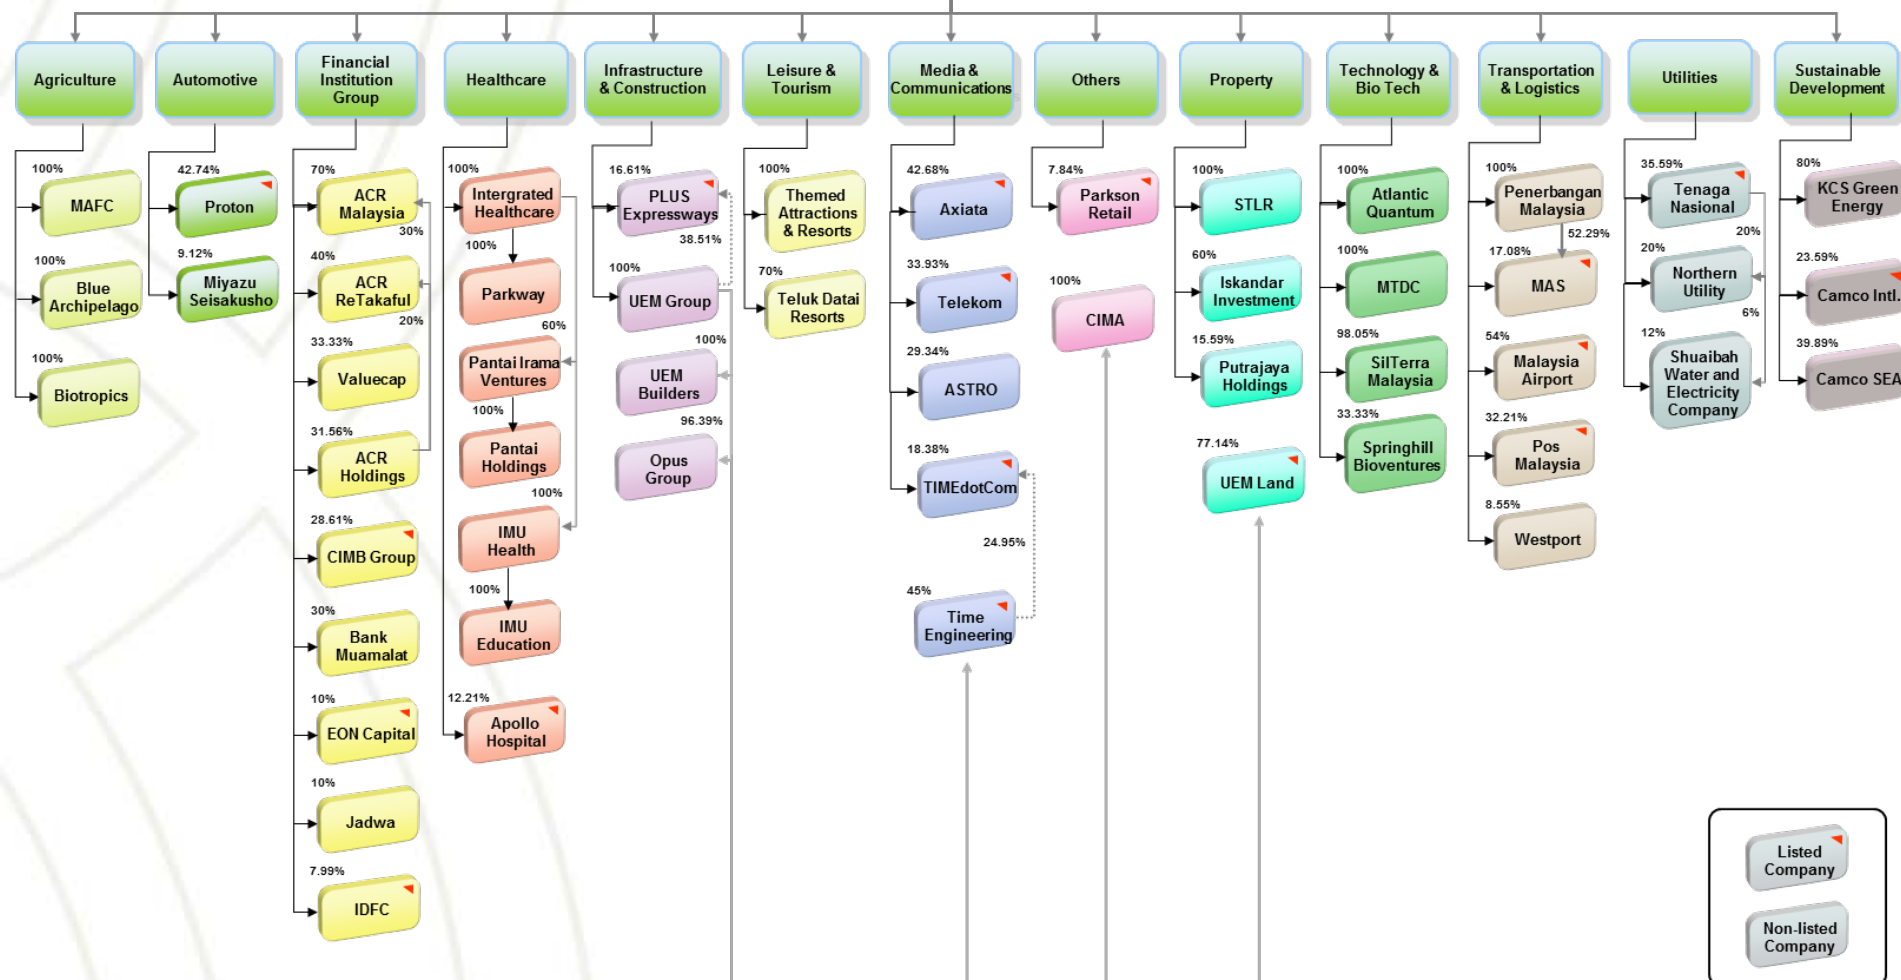 Agriculture
Automotive
Financial
Institution
Group
Healthcare
Infrastructure
& Construction
Leisure &
Tourism
Media &
Communications
Others
Property
Technology &
Bio Tech
Transportation
& Logistics
Utilities
Sustainable
Development
100%
MAFC
100%
Blue
Archipelago
100%
Biotropics
42.74%
Proton
9.12%
Miyazu
Seisakusho
70%
ACR
Malaysia
30%
40%
ACR
ReTakaful
20%
33.33%
Valuecap
31.56%
ACR
Holdings
28.61%
CIMB Group
30%
Bank
Muamalat
10%
EON Capital
10%
Jadwa
7.99%
IDFC
100%
Intergrated
Healthcare
100%
Parkway
60%
Pantai Irama
Ventures
100%
Pantai
Holdings
100%
IMU
Health
100%
IMU
Education
12.21%
Apollo
Hospital
16.61%
PLUS
Expressways
38.51%
100%
UEM Group
100%
UEM
Builders
96.39%
Opus
Group
100%
Themed
Attractions
& Resorts
70%
Teluk Datai
Resorts
42.68%
Axiata
33.93%
Telekom
29.34%
ASTRO
18.38%
TIMEdotCom
24.95%
45%
Time
Engineering
7.84%
Parkson
Retail
100%
CIMA
100%
STLR
60%
Iskandar
Investment
15.59%
Putrajaya
Holdings
77.14%
UEM Land
100%
Atlantic
Quantum
100%
MTDC
98.05%
SilTerra
Malaysia
33.33%
Springhill
Bioventures
100%
Penerbangan
Malaysia
52.29%
17.08%
MAS
54%
Malaysia
Airport
32.21%
Pos
Malaysia
8.55%
Westport
35.59%
Tenaga
Nasional
20%
20%
Northern
Utility
6%
12%
Shuaibah
Water and
Electricity
Company
80%
KCS Green
Energy
23.59%
Camco Intl.
39.89%
Camco SEA
Listed
Company
Non-listed
Company